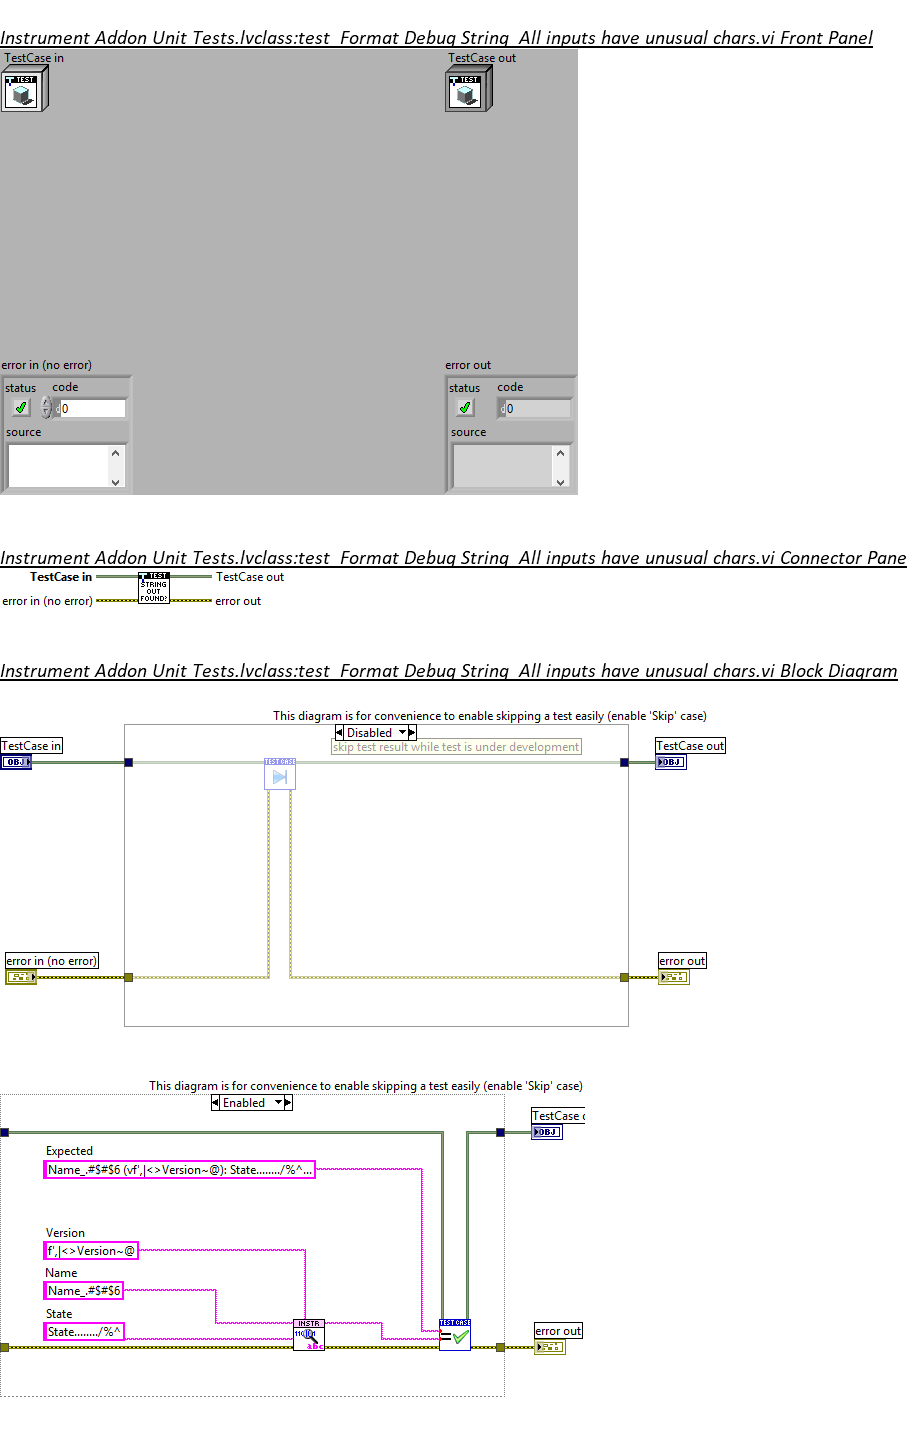 Instrument Addon Unit Tests.lvclass:test_Format Debug String_All inputs have unusual chars.vi Front Panel
TestCase in
TestCase out
TEST
TEST
error in (no error)
error out
status code
status code
0
0
source
source
Instrument Addon Unit Tests.lvclass:test_Format Debug String_All inputs have unusual chars.vi Connector Pane
TestCase in
TEST
TestCase out
STRING
OUT
FOUND?
error in (no error)
error out
Instrument Addon Unit Tests.lvclass:test_Format Debug String_All inputs have unusual chars.vi Block Diagram
This diagram is for convenience to enable skipping a test easily (enable 'Skip' case)
Disabled
TestCase in
skip test result while test is under development
TestCase out
OBJ
TEST CASE
OBJ
error in (no error)
error out
This diagram is for convenience to enable skipping a test easily (enable 'Skip' case)
Enabled
TestCase
OBJ
Expected
Name_.#$#$6 (vf',|<>Version~@): State......../%^...
Version
f',|<>Version~@
Name
Name_.#$#$6
State
State......../%^
INSTR
abc
TEST CASE
=
error out